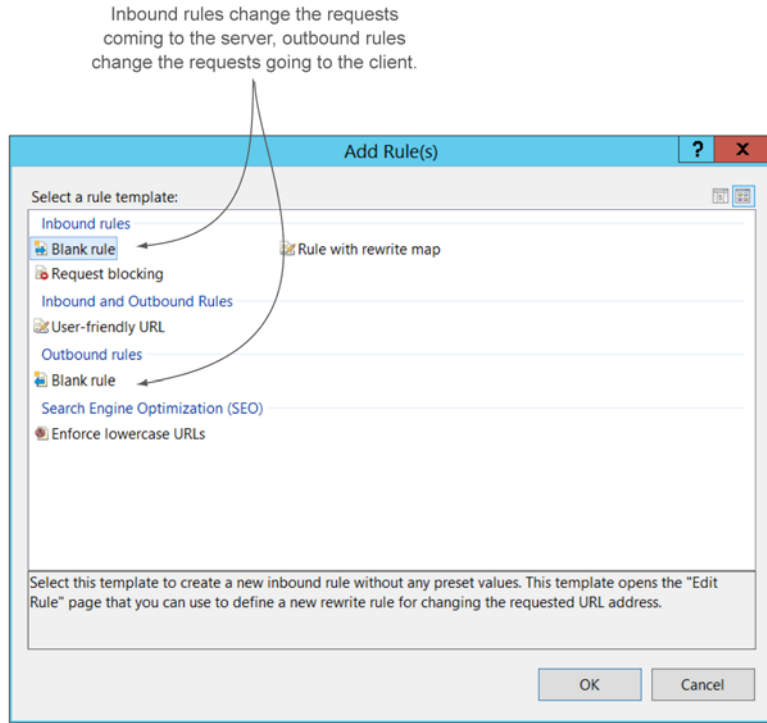 Inbound rules change the requests
coming to the server, outbound rules
change the requests going to the client.
Add Rule(s)
? x
Select a rule template:
Inbound rules
Blank rule
Rule with rewrite map
Request blocking
Inbound and Outbound Rules
User-friendly URL
Outbound rules
Blank rule
Search Engine Optimization (SEO)
Enforce lowercase URLs
Select this template to create a new inbound rule without any preset values. This template opens the "Edit
Rule" page that you can use to define a new rewrite rule for changing the requested URL address.
OK
Cancel